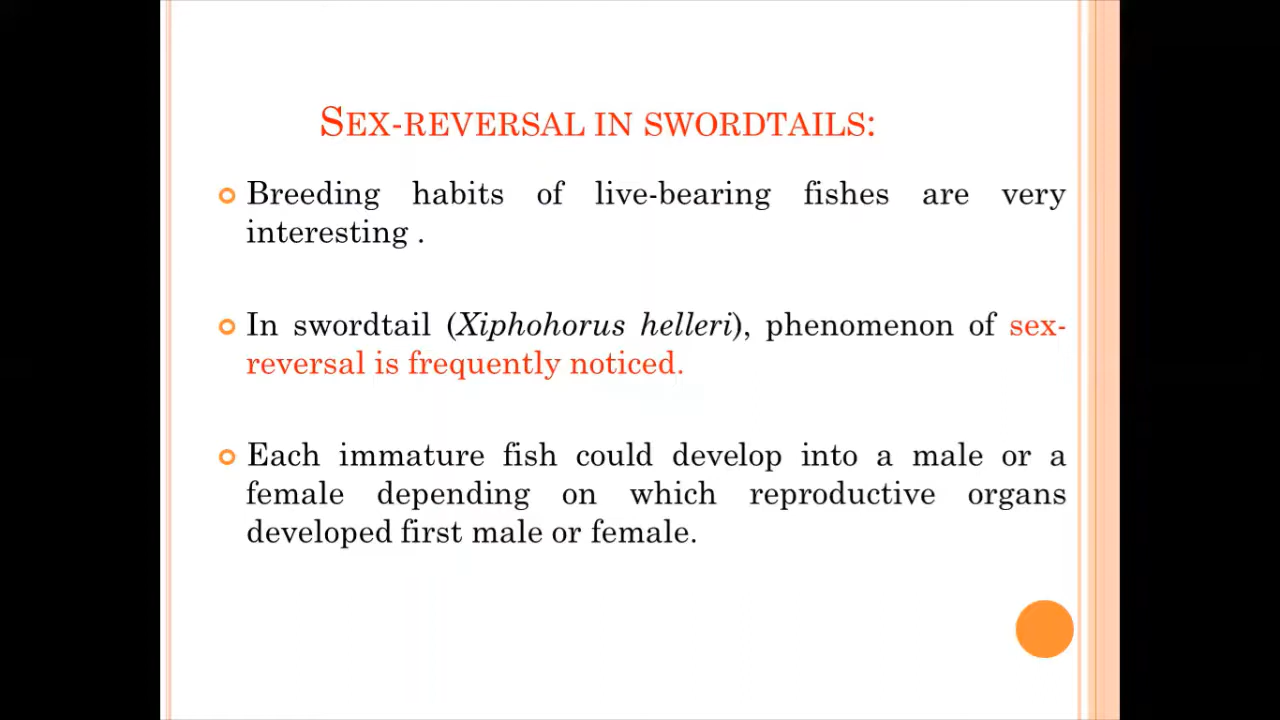 SEX-REVERSAL IN SWORDTAILS:
Breeding habits of live-bearing fishes are very
interesting .
In swordtail (Xiphohorus helleri), phenomenon of sex-
reversal is frequently noticed.
Each immature fish could develop into a male or a
female depending on which reproductive organs
developed first male or female.